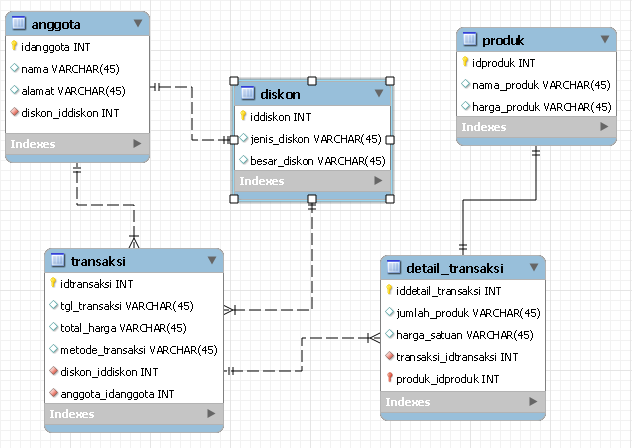 anggota
idanggota INT
nama VARCHAR(45)
alamat VARCHAR(45)
diskon_iddiskon INT
Indexes
diskon
iddiskon INT
jenis_diskon VARCHAR(45)
besar_diskon VARCHAR(45)
Indexes
produk
idproduk INT
nama_produk VARCHAR(45)
harga_produk VARCHAR(45)
Indexes
transaksi
idtransaksi INT
tgl_transaksi VARCHAR(45)
total_harga VARCHAR(45)
metode_transaksi VARCHAR(45)
diskon_iddiskon INT
anggota_idanggota INT
Indexes
detail_transaksi
iddetail_transaksi INT
jumlah_produk VARCHAR(45)
harga_satuan VARCHAR(45)
transaksi_idtransaksi INT
produk_idproduk INT
Indexes